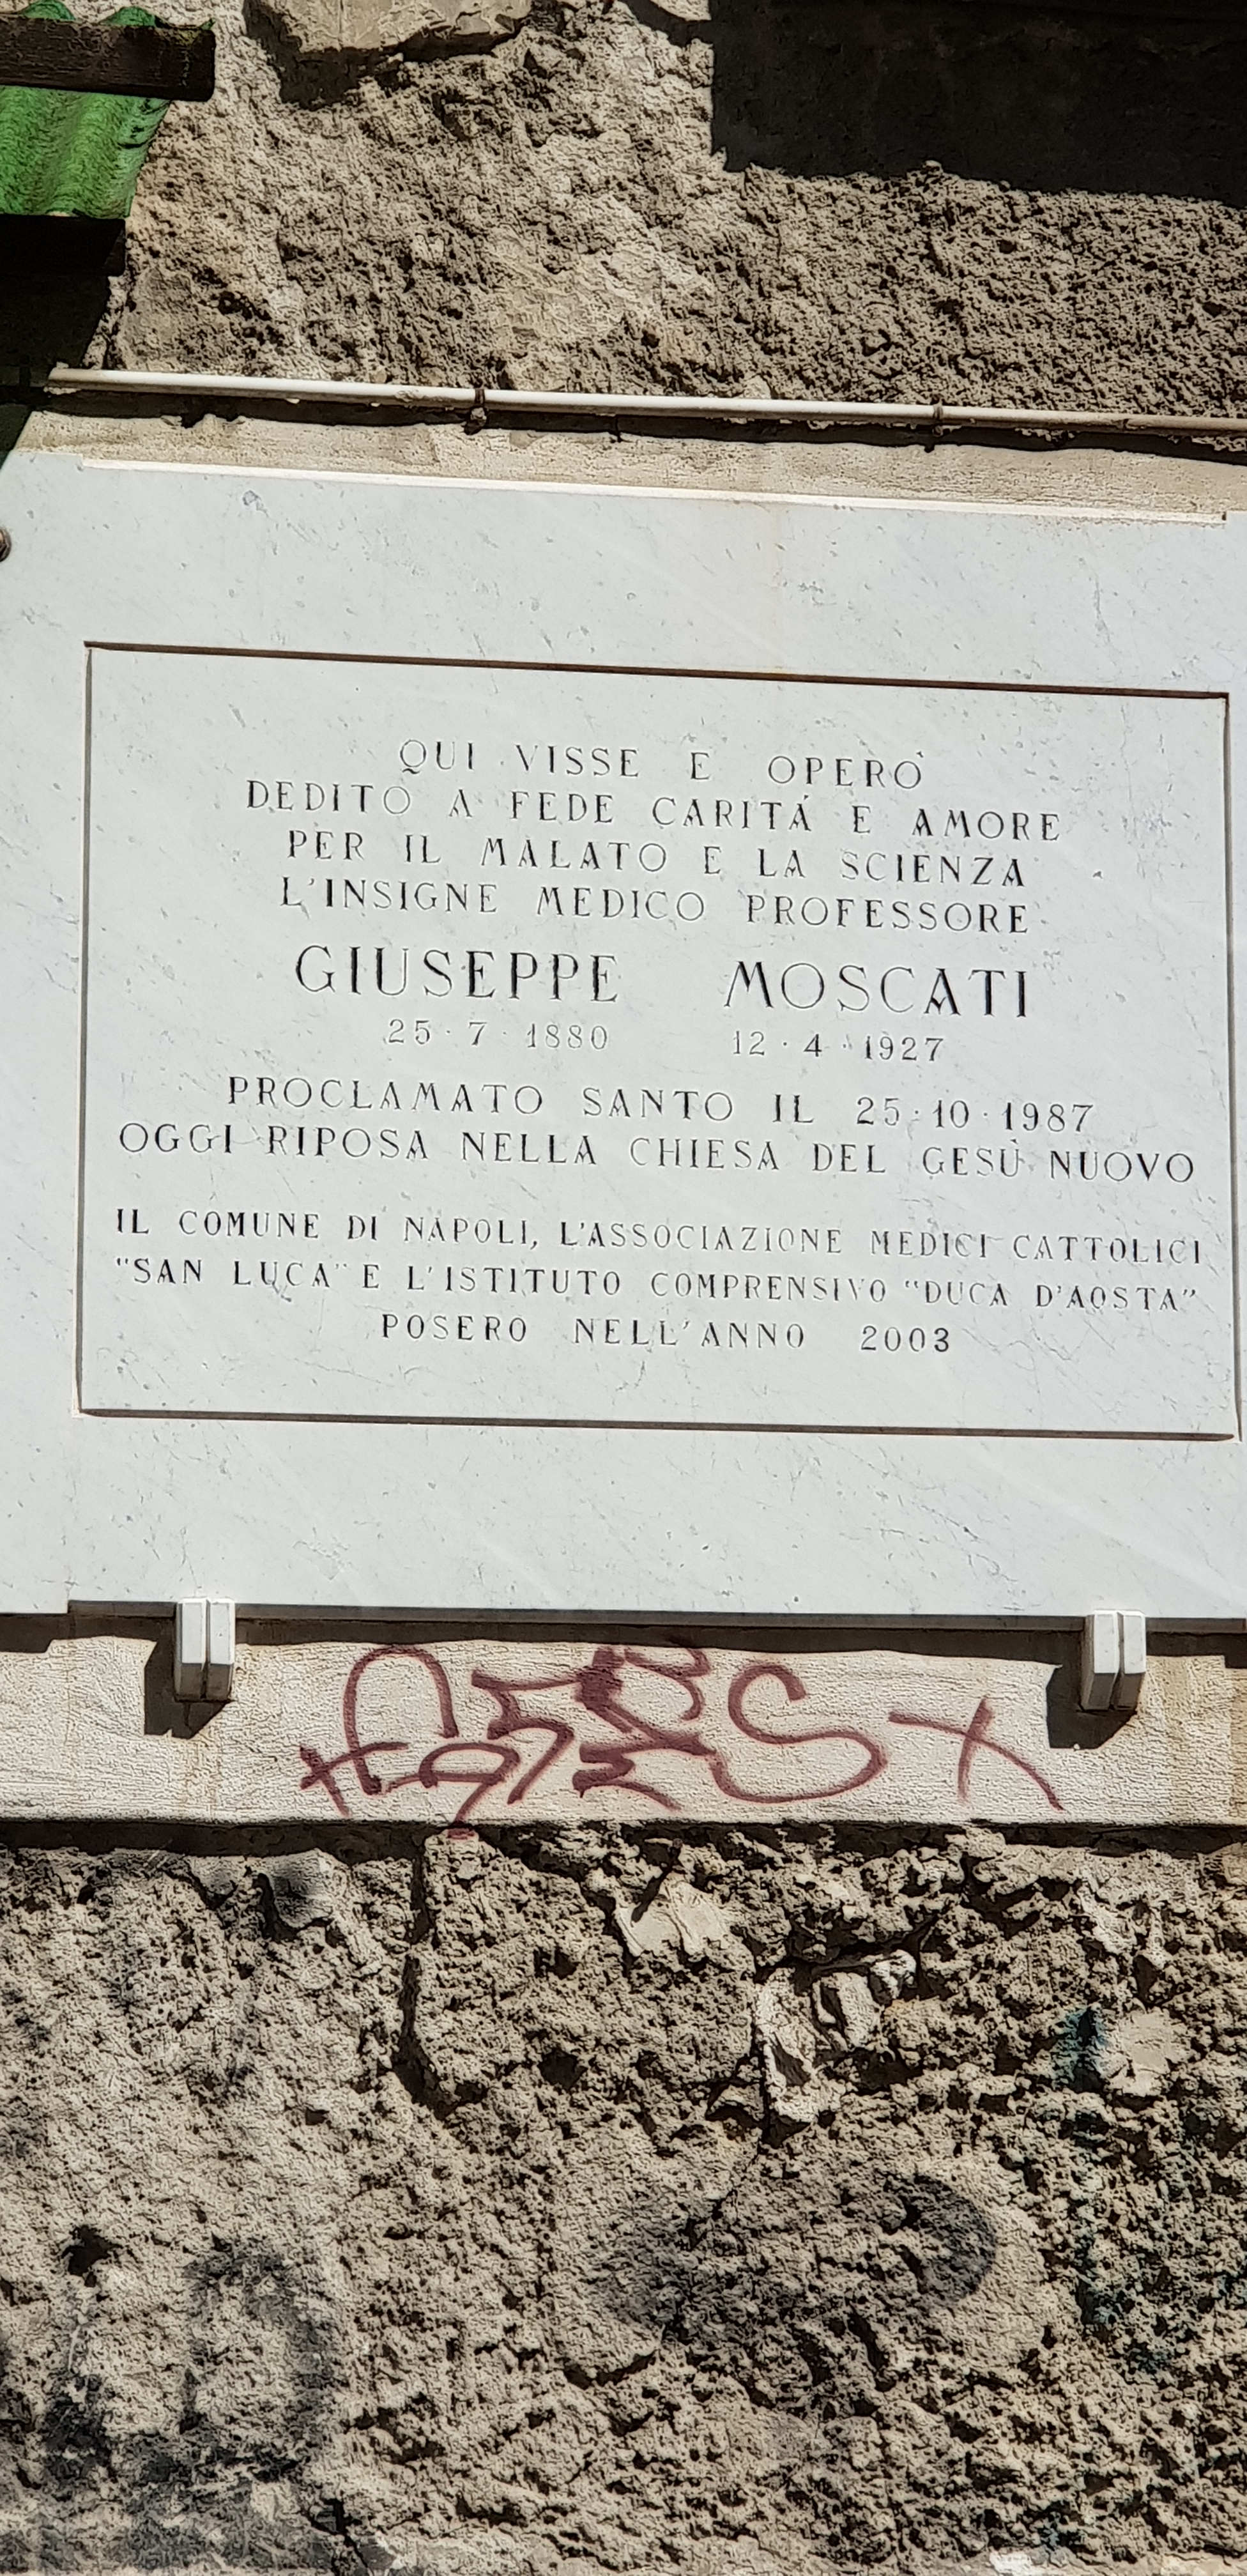 QUI VISSE E OPERÒ
DEDITO A FEDE CARITÁ E AMORE
PER IL MALATO E LA SCIENZA
L'INSIGNE MEDICO PROFESSORE
GIUSEPPE MOSCATI
25·7·1880 12·4·1927
PROCLAMATO SANTO IL 25·10·1987
OGGI RIPOSA NELLA CHIESA DEL GESÙ NUOVO
IL COMUNE DI NAPOLI, L'ASSOCIAZIONE MEDICI CATTOLICI
"SAN LUCA" E L'ISTITUTO COMPRENSIVO "DUCA D'AOSTA"
POSERO NELL'ANNO 2003